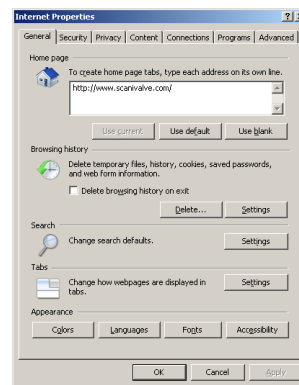 Internet Properties
General Security Privacy Content Connections Programs Advanced
Home page
To create home page tabs, type each address on its own line.
http://www.scanivalve.com/
Use current Use default Use blank
Browsing history
Delete temporary files, history, cookies, saved passwords,
and web form information.
Delete browsing history on exit
Delete... Settings
Search
Change search defaults. Settings
Tabs
Change how webpages are displayed in Settings
tabs.
Appearance
Colors Languages Fonts Accessibility
OK Cancel Apply